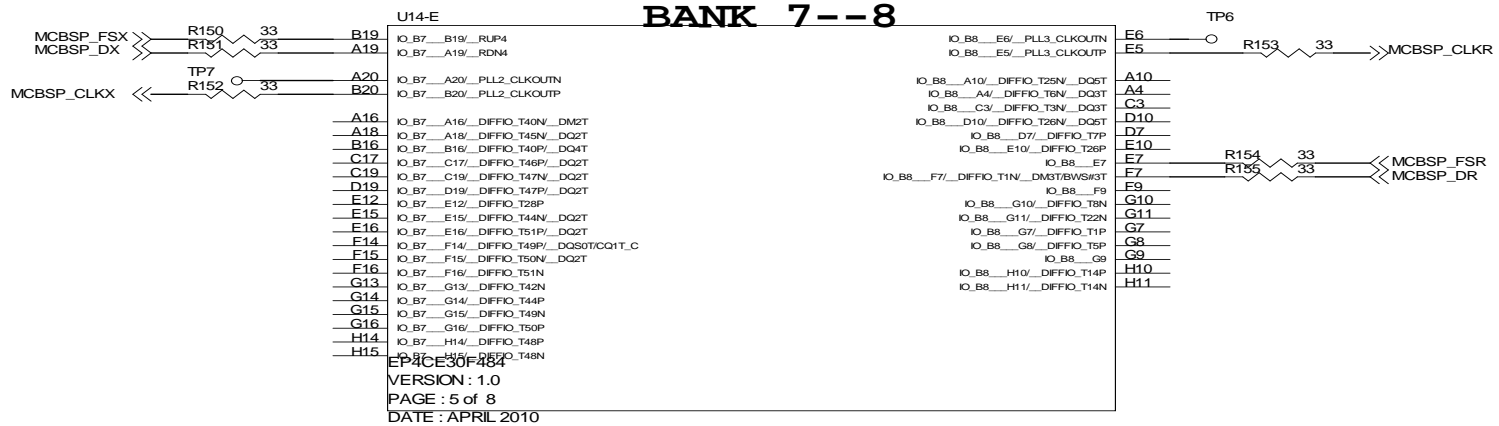 U14-E
BANK 7--8
TP6
MCBSP_FSX R150 33 B19 IO_B7___B19/__RUP4
MCBSP_DX R151 33 A19 IO_B7___A19/__RDN4
TP7 A20 IO_B7___A20/__PLL2_CLKOUTN
MCBSP_CLKX R152 33 B20 IO_B7___B20/__PLL2_CLKOUTP
A16 IO_B7___A16/__DIFFIO_T40N/__DM2T
A18 IO_B7___A18/__DIFFIO_T45N/__DQ2T
B16 IO_B7___B16/__DIFFIO_T40P/__DQ4T
C17 IO_B7___C17/__DIFFIO_T46P/__DQ2T
C19 IO_B7___C19/__DIFFIO_T47N/__DQ2T
D19 IO_B7___D19/__DIFFIO_T47P/__DQ2T
E12 IO_B7___E12/__DIFFIO_T28P
E15 IO_B7___E15/__DIFFIO_T44N/__DQ2T
E16 IO_B7___E16/__DIFFIO_T51P/__DQ2T
F14 IO_B7___F14/__DIFFIO_T49P/__DQS0T/CQ1T_C
F15 IO_B7___F15/__DIFFIO_T50N/__DQ2T
F16 IO_B7___F16/__DIFFIO_T51N
G13 IO_B7___G13/__DIFFIO_T42N
G14 IO_B7___G14/__DIFFIO_T44P
G15 IO_B7___G15/__DIFFIO_T49N
G16 IO_B7___G16/__DIFFIO_T50P
H14 IO_B7___H14/__DIFFIO_T48P
H15 IO_B7___H15/__DIFFIO_T48N
IO_B8___E6/__PLL3_CLKOUTN E6
IO_B8___E5/__PLL3_CLKOUTP E5 R153 33 MCBSP_CLKR
IO_B8___A10/__DIFFIO_T25N/__DQ5T A10
IO_B8___A4/__DIFFIO_T6N/__DQ3T A4
IO_B8___C3/__DIFFIO_T3N/__DQ3T C3
IO_B8___D10/__DIFFIO_T26N/__DQ5T D10
IO_B8___D7/__DIFFIO_T7P D7
IO_B8___E10/__DIFFIO_T26P E10
IO_B8___E7 E7 R154 33 MCBSP_FSR
IO_B8___F7/__DIFFIO_T1N/__DM3T/BWS#3T F7 R155 33 MCBSP_DR
IO_B8___F9 F9
IO_B8___G10/__DIFFIO_T8N G10
IO_B8___G11/__DIFFIO_T22N G11
IO_B8___G7/__DIFFIO_T1P G7
IO_B8___G8/__DIFFIO_T5P G8
IO_B8___G9 G9
IO_B8___H10/__DIFFIO_T14P H10
IO_B8___H11/__DIFFIO_T14N H11
EP4CE30F484
VERSION : 1.0
PAGE : 5 of 8
DATE : APRIL 2010